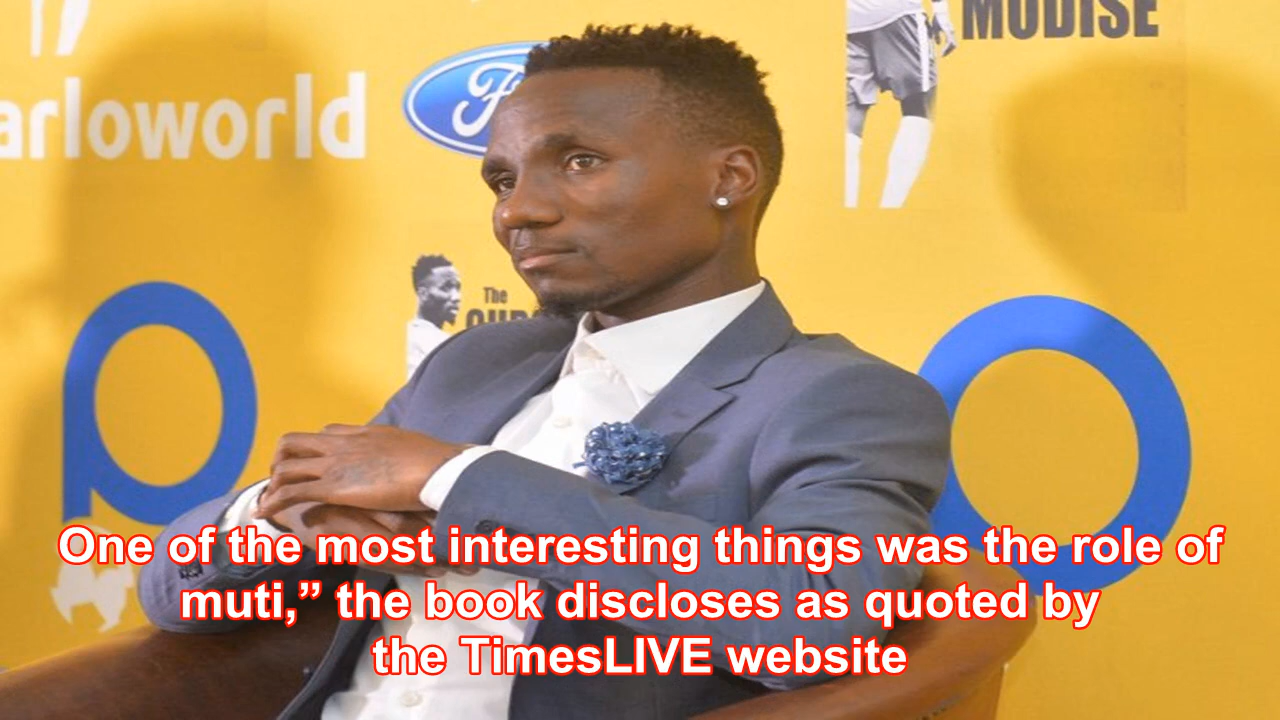 MODISE
arloworld
The
One of the most interesting things was the role of
muti,” the book discloses as quoted by
the TimesLIVE website